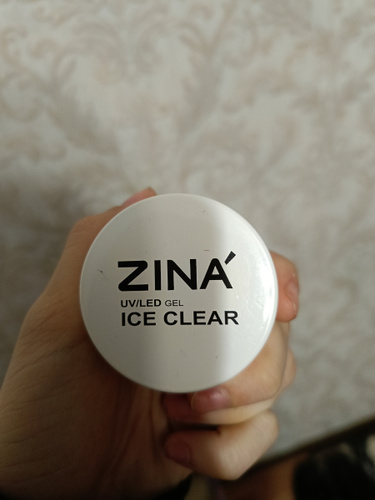 ZINA´
UV/LED GEL
ICE CLEAR